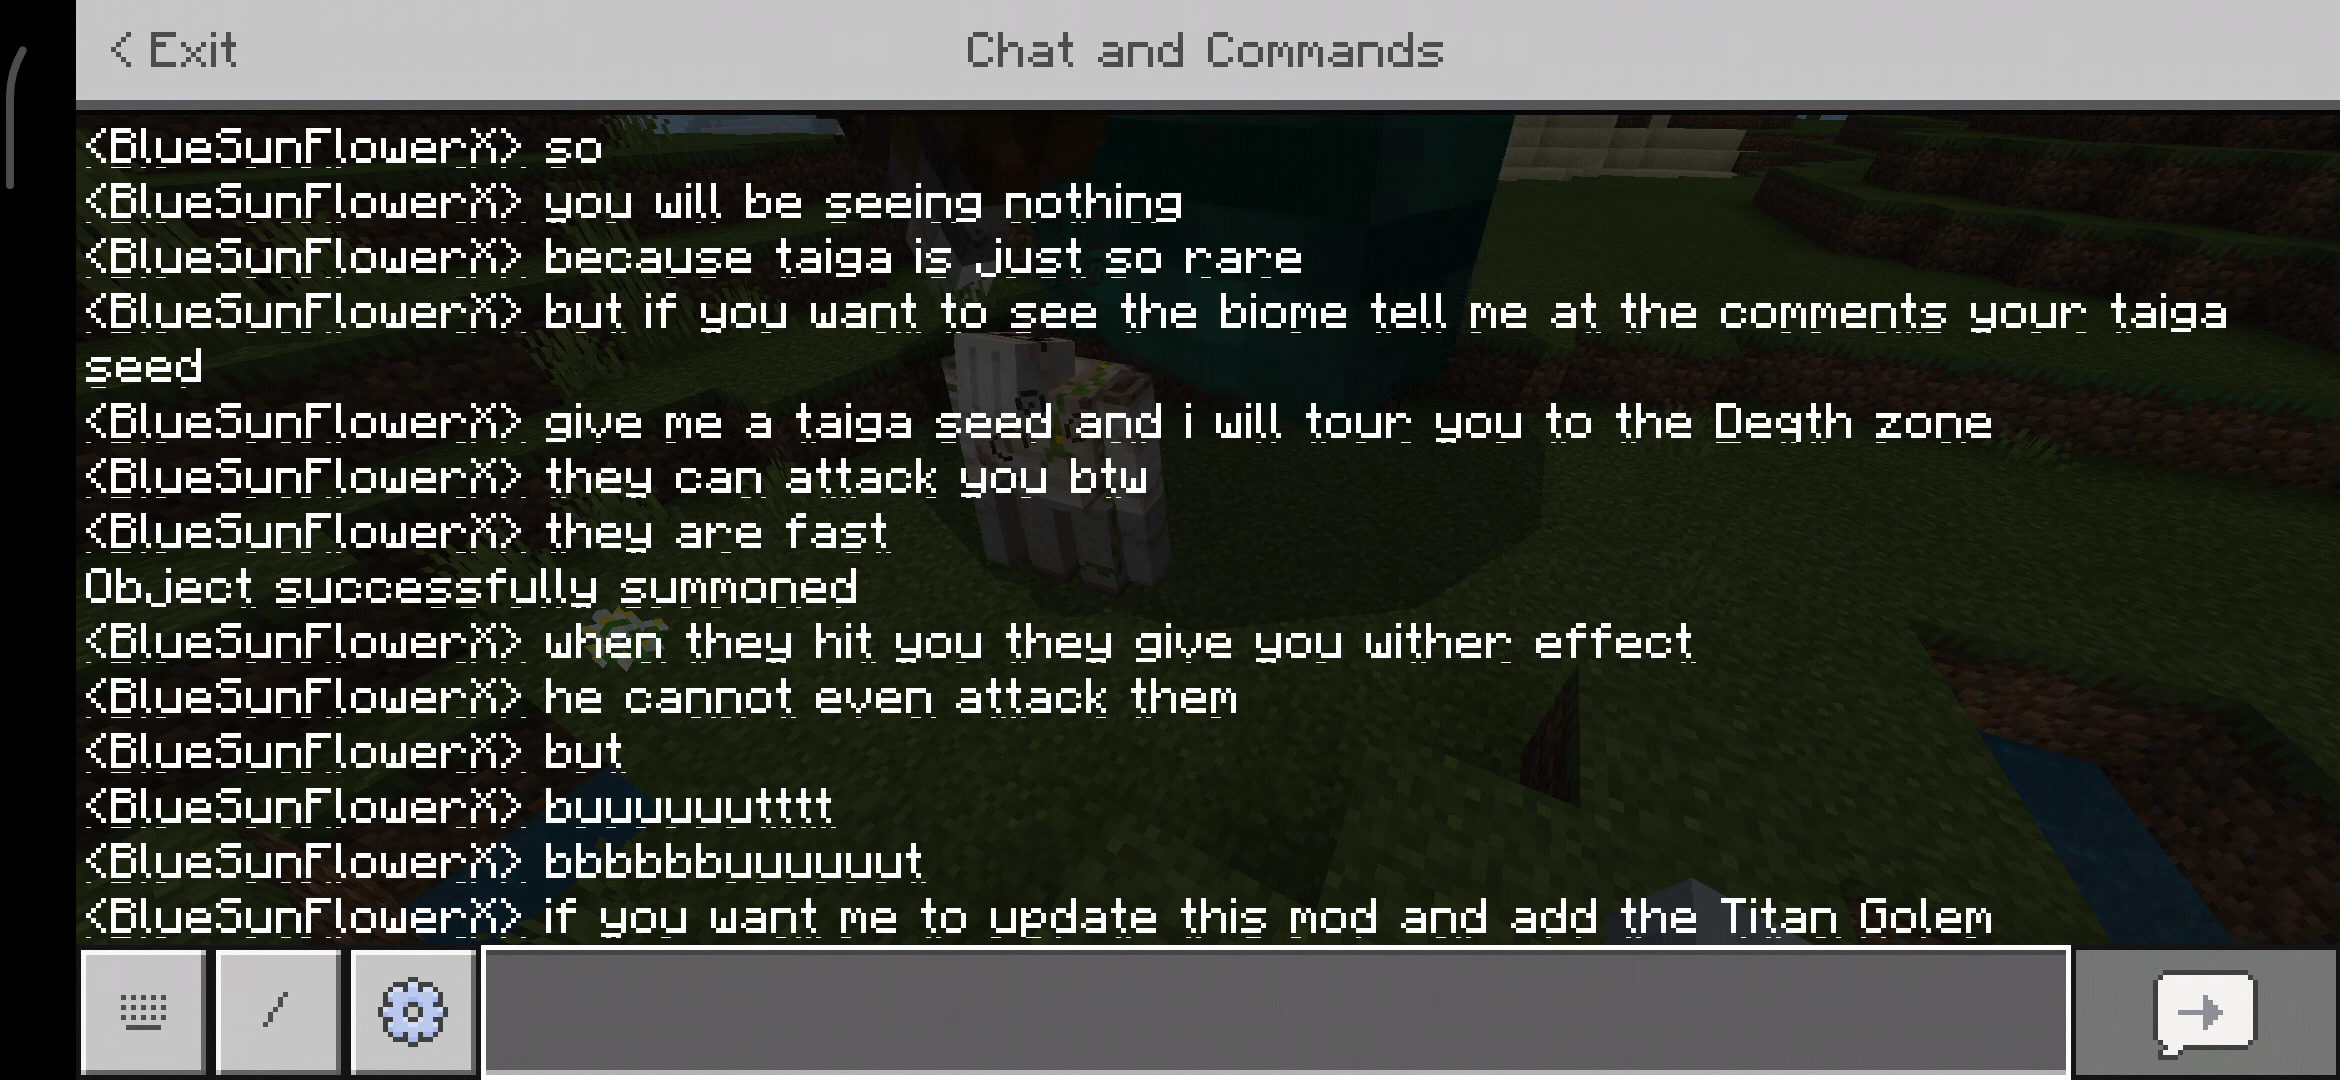 < Exit
Chat and Commands
<BlueSunFlowerX> so
<BlueSunFlowerX> you will be seeing nothing
<BlueSunFlowerX> because taiga is just so rare
<BlueSunFlowerX> but if you want to see the biome tell me at the comments your taiga
seed
<BlueSunFlowerX> give me a taiga seed and i will tour you to the Degth zone
<BlueSunFlowerX> they can attack you btw
<BlueSunFlowerX> they are fast
Object successfully summoned
<BlueSunFlowerX> when they hit you they give you wither effect
<BlueSunFlowerX> he cannot even attack them
<BlueSunFlowerX> but
<BlueSunFlowerX> buuuuuutttt
<BlueSunFlowerX> bbbbbbuuuuuut
<BlueSunFlowerX> if you want me to update this mod and add the Titan Golem
/